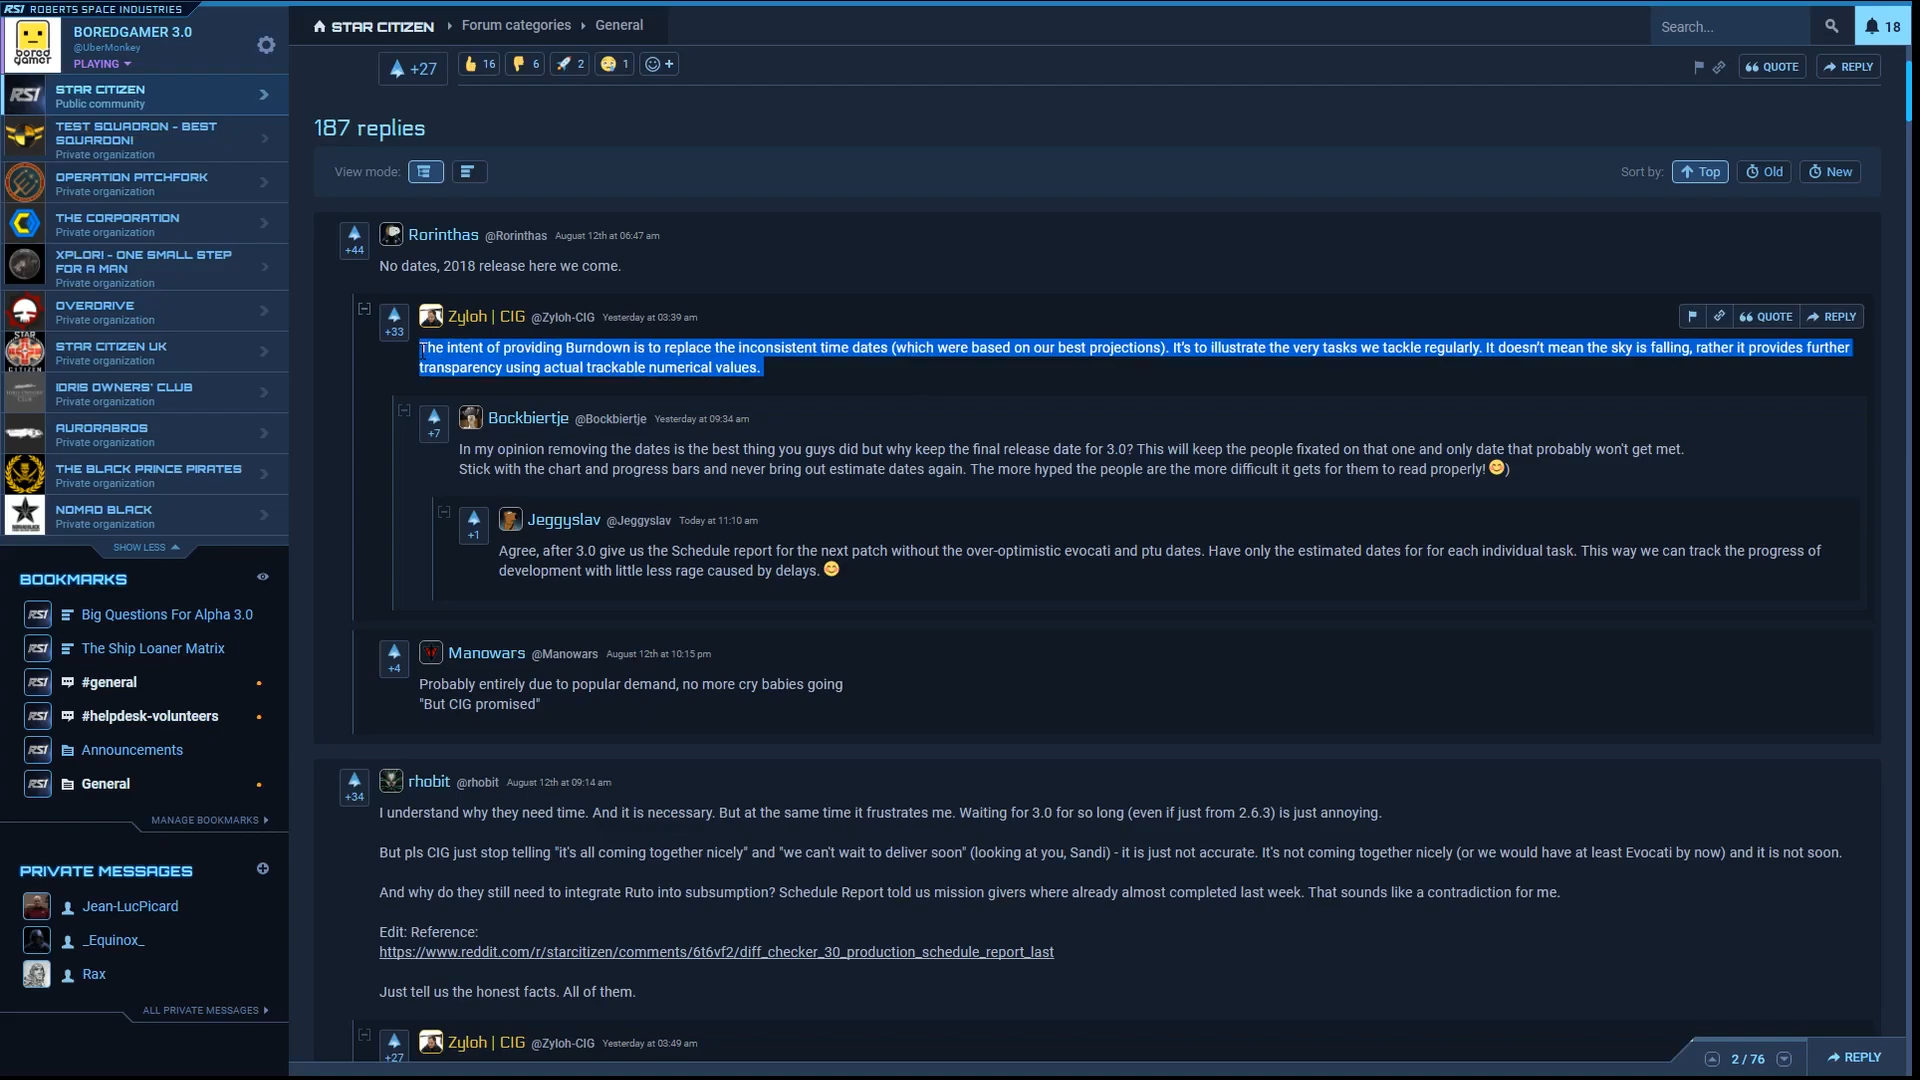 RSI ROBERTS SPACE INDUSTRIES
bored
gamer
BOREDGAMER 3.0
@UberMonkey
PLAYING
RSI
STAR CITIZEN
Public community
TEST SQUADRON - BEST
SQUARDON!
Private organization
OPERATION PITCHFORK
Private organization
THE CORPORATION
Private organization
XPLOR! - ONE SMALL STEP
FOR A MAN
Private organization
OVERDRIVE
Private organization
STAR
CITIZEN
STAR CITIZEN UK
Private organization
IDRIS OWNERS' CLUB
Private organization
AURORABROS
Private organization
THE BLACK PRINCE PIRATES
Private organization
NOMAD BLACK
Private organization
SHOW LESS
BOOKMARKS
RSI Big Questions For Alpha 3.0
RSI The Ship Loaner Matrix
RSI #general
RSI #helpdesk-volunteers
RSI Announcements
RSI General
MANAGE BOOKMARKS
PRIVATE MESSAGES
Jean-LucPicard
_Equinox_
Rax
ALL PRIVATE MESSAGES
STAR CITIZEN Forum categories General
Search...
18
+27 16 6 2 1 +
QUOTE REPLY
187 replies
View mode:
Sort by: Top Old New
+44
Rorinthas @Rorinthas August 12th at 06:47 am
No dates, 2018 release here we come.
+33
Zyloh | CIG @Zyloh-CIG Yesterday at 03:39 am
QUOTE REPLY
The intent of providing Burndown is to replace the inconsistent time dates (which were based on our best projections). It's to illustrate the very tasks we tackle regularly. It doesn't mean the sky is falling, rather it provides further
transparency using actual trackable numerical values.
+7
Bockbiertje @Bockbiertje Yesterday at 09:34 am
In my opinion removing the dates is the best thing you guys did but why keep the final release date for 3.0? This will keep the people fixated on that one and only date that probably won't get met.
Stick with the chart and progress bars and never bring out estimate dates again. The more hyped the people are the more difficult it gets for them to read properly! 😊)
+1
Jeggyslav @Jeggyslav Today at 11:10 am
Agree, after 3.0 give us the Schedule report for the next patch without the over-optimistic evocati and ptu dates. Have only the estimated dates for for each individual task. This way we can track the progress of
development with little less rage caused by delays. 😊
+4
Manowars @Manowars August 12th at 10:15 pm
Probably entirely due to popular demand, no more cry babies going
"But CIG promised"
+34
rhobit @rhobit August 12th at 09:14 am
I understand why they need time. And it is necessary. But at the same time it frustrates me. Waiting for 3.0 for so long (even if just from 2.6.3) is just annoying.
But pls CIG just stop telling "it's all coming together nicely" and "we can't wait to deliver soon" (looking at you, Sandi) - it is just not accurate. It's not coming together nicely (or we would have at least Evocati by now) and it is not soon.
And why do they still need to integrate Ruto into subsumption? Schedule Report told us mission givers where already almost completed last week. That sounds like a contradiction for me.
Edit: Reference:
https://www.reddit.com/r/starcitizen/comments/6t6vf2/diff_checker_30_production_schedule_report_last
Just tell us the honest facts. All of them.
+27
Zyloh | CIG @Zyloh-CIG Yesterday at 03:49 am
2 / 76
REPLY